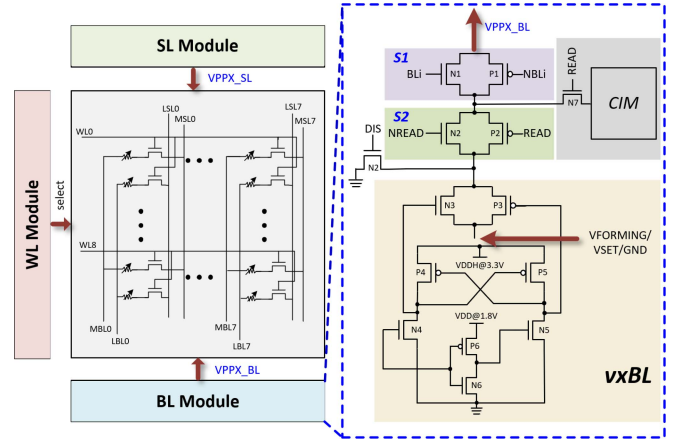 SL Module
VPPX_SL
LSL0
MSL0
LSL7
MSL7
WL0
WL Module
select
WL8
MBL0
LBL0
MBL7
LBL7
VPPX_BL
BL Module
VPPX_BL
S1
BLi
N1
P1
NBLi
READ
N7
CIM
S2
NREAD
N2
P2
READ
DIS
N2
N3
P3
VFORMING/
VSET/GND
VDDH@3.3V
P4
P5
VDD@1.8V
N4
P6
N5
N6
vxBL